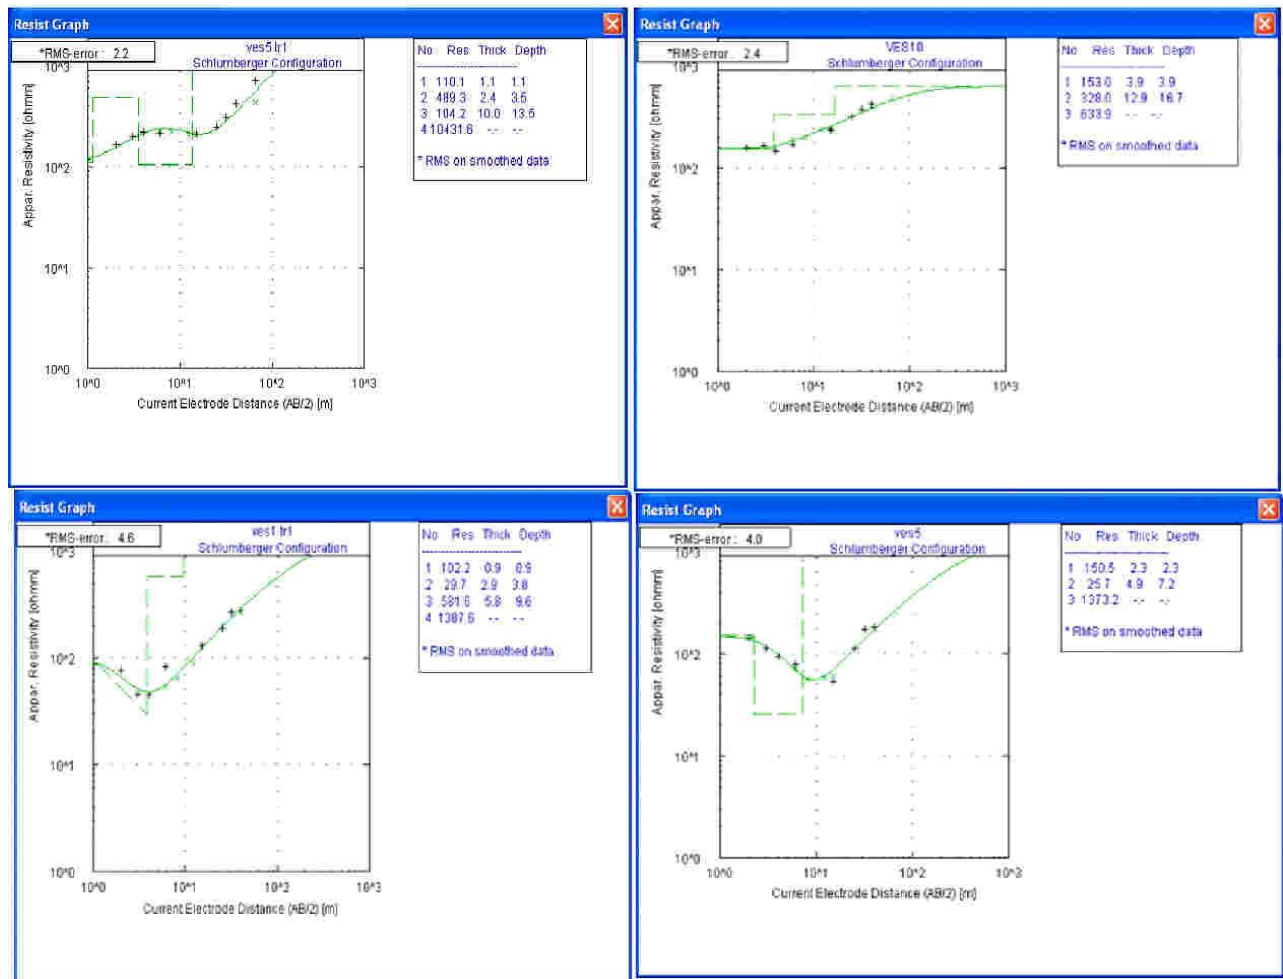 Resist Graph
*RMS-error : 2.2
ves5 lr1
Schlumberger Configuration
No Res Thick Depth
1 110.1 1.1 1.1
2 489.3 2.4 3.5
3 104.2 10.0 13.5
4 10431.6 -.- -.-
* RMS on smoothed data
Appar. Resistivity [ohmm]
10^3
10^2
10^1
10^0
10^0 10^1 10^2 10^3
Current Electrode Distance (AB/2) [m]
Resist Graph
*RMS-error : 2.4
VES10
Schlumberger Configuration
No Res Thick Depth
1 153.0 3.9 3.9
2 328.0 12.9 16.7
3 633.9 -.- -.-
* RMS on smoothed data
Appar. Resistivity [ohmm]
10^3
10^2
10^1
10^0
10^0 10^1 10^2 10^3
Current Electrode Distance (AB/2) [m]
Resist Graph
*RMS-error : 4.6
ves1 lr1
Schlumberger Configuration
No Res Thick Depth
1 102.2 0.9 0.9
2 29.7 2.9 3.8
3 581.6 5.8 9.6
4 1387.6 -.- -.-
* RMS on smoothed data
Appar. Resistivity [ohmm]
10^3
10^2
10^1
10^0
10^0 10^1 10^2 10^3
Current Electrode Distance (AB/2) [m]
Resist Graph
*RMS-error : 4.0
ves5
Schlumberger Configuration
No Res Thick Depth
1 150.5 2.3 2.3
2 25.7 4.9 7.2
3 1373.2 -.- -.-
* RMS on smoothed data
Appar. Resistivity [ohmm]
10^3
10^2
10^1
10^0
10^0 10^1 10^2 10^3
Current Electrode Distance (AB/2) [m]